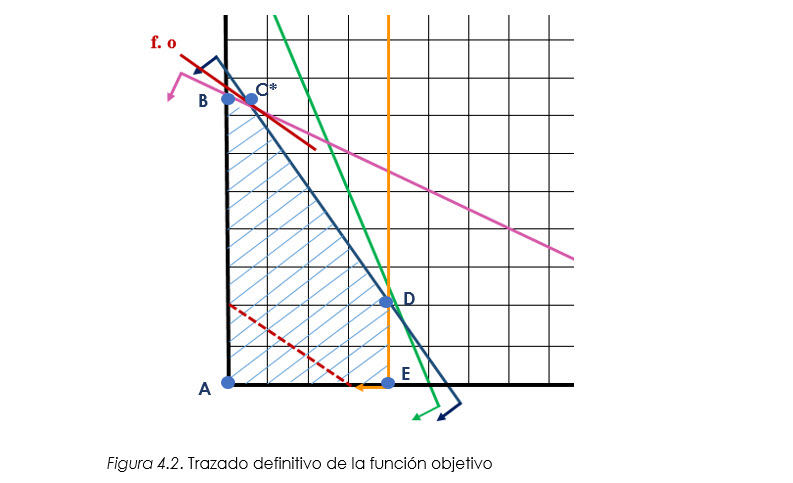 f. o
C*
B
D
E
A
Figura 4.2. Trazado definitivo de la función objetivo